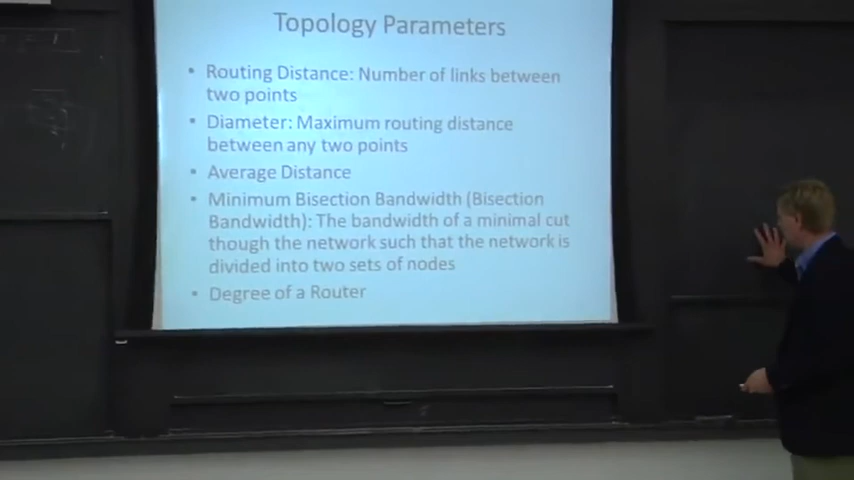 Topology Parameters
• Routing Distance: Number of links between
two points
• Diameter: Maximum routing distance
between any two points
• Average Distance
• Minimum Bisection Bandwidth (Bisection
Bandwidth): The bandwidth of a minimal cut
though the network such that the network is
divided into two sets of nodes
• Degree of a Router